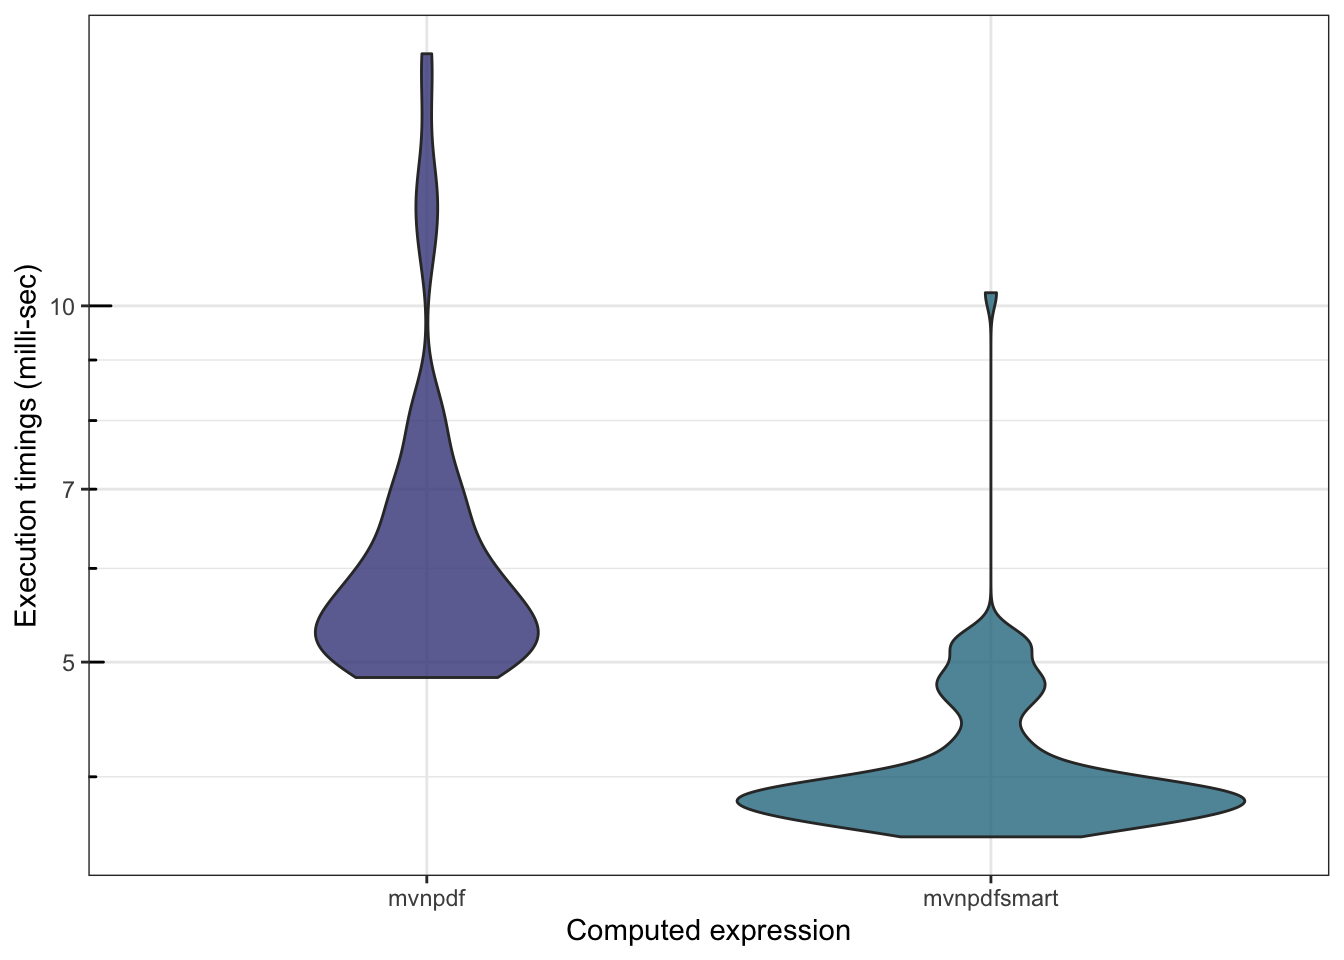 Execution timings (milli-sec)
10
7
5
mvnpdf
mvnpdfsmart
Computed expression